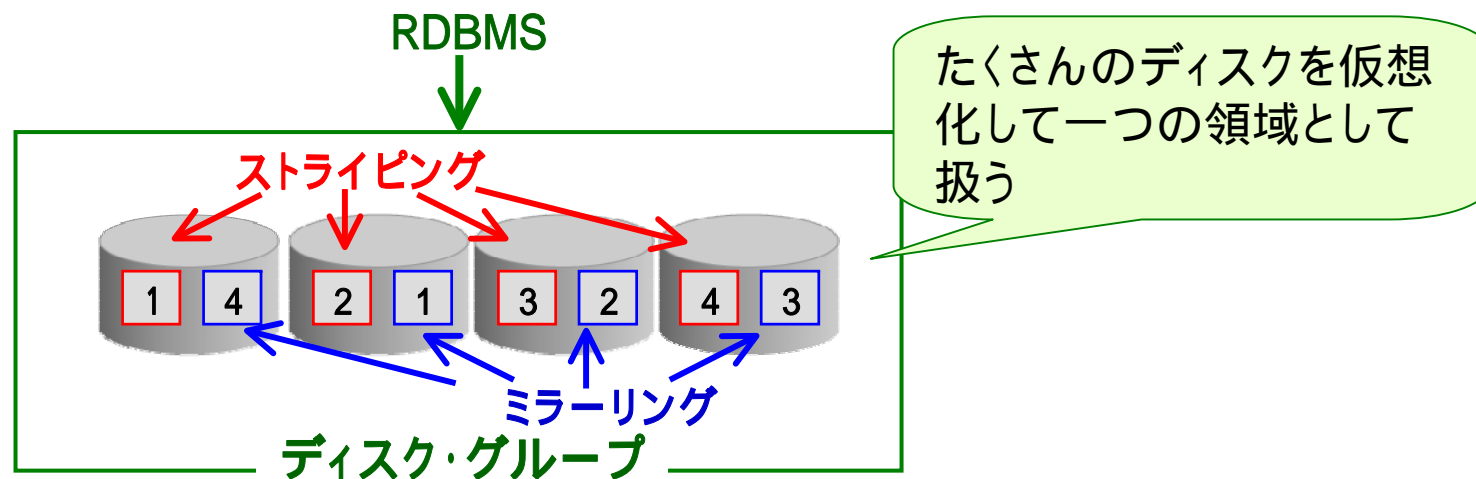 RDBMS
たくさんのディスクを仮想
化して一つの領域として
扱う
ストライピング
1 4 2 1 3 2 4 3
ミラーリング
ディスク・グループ